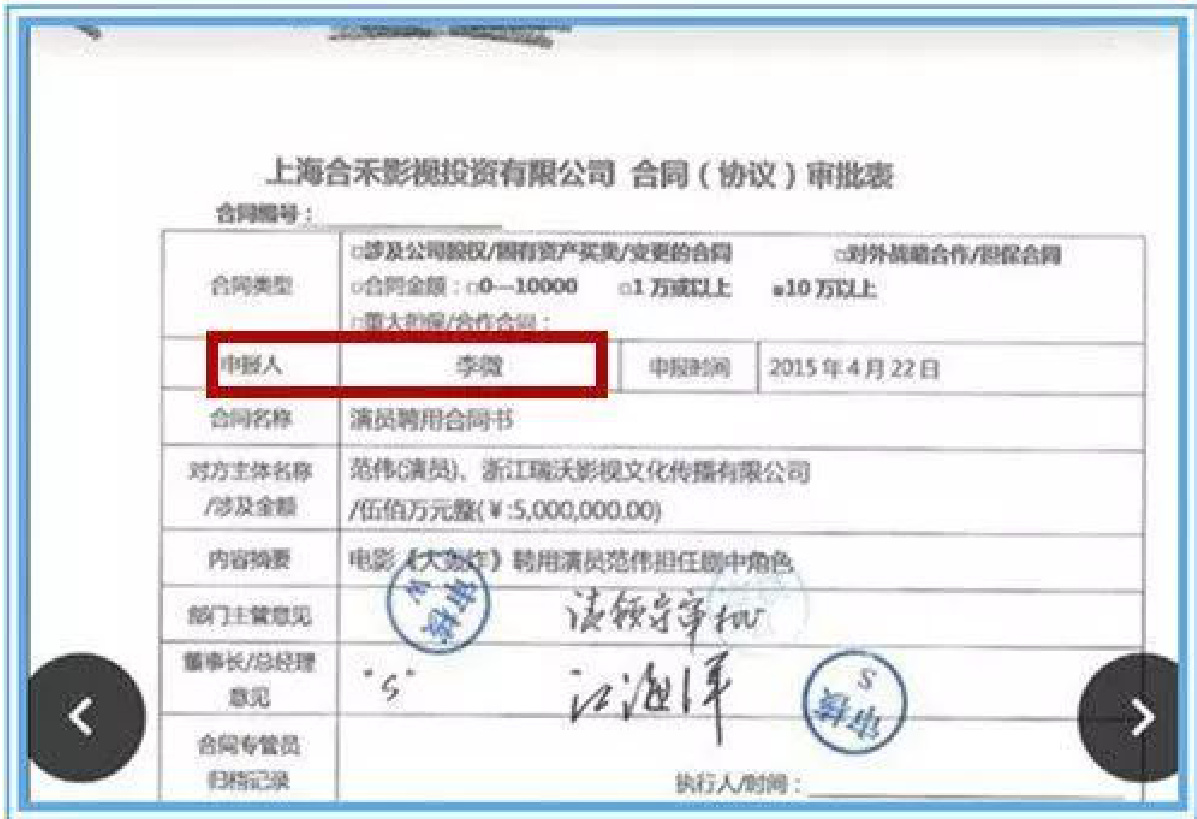 上海合禾影视投资有限公司 合同（协议）审批表
合同编号：
合同类型
□涉及公司股权/固有资产买卖/变更的合同 □对外战略合作/担保合同
□合同金额：□0—10000 □1 万或以上 ■10 万以上
□重大担保/合作合同：
申报人 李微 申报时间 2015 年 4 月 22 日
合同名称 演员聘用合同书
对方主体名称
/涉及金额
范伟(演员)、浙江瑞沃影视文化传播有限公司
/伍佰万元整(￥:5,000,000.00)
内容摘要 电影《大轰炸》聘用演员范伟担任剧中角色
审核
W
部门主管意见 请领导审批
董事长/总经理
意见
"S" 江海洋
S
审核
合同专管员
归档记录
执行人/时间：